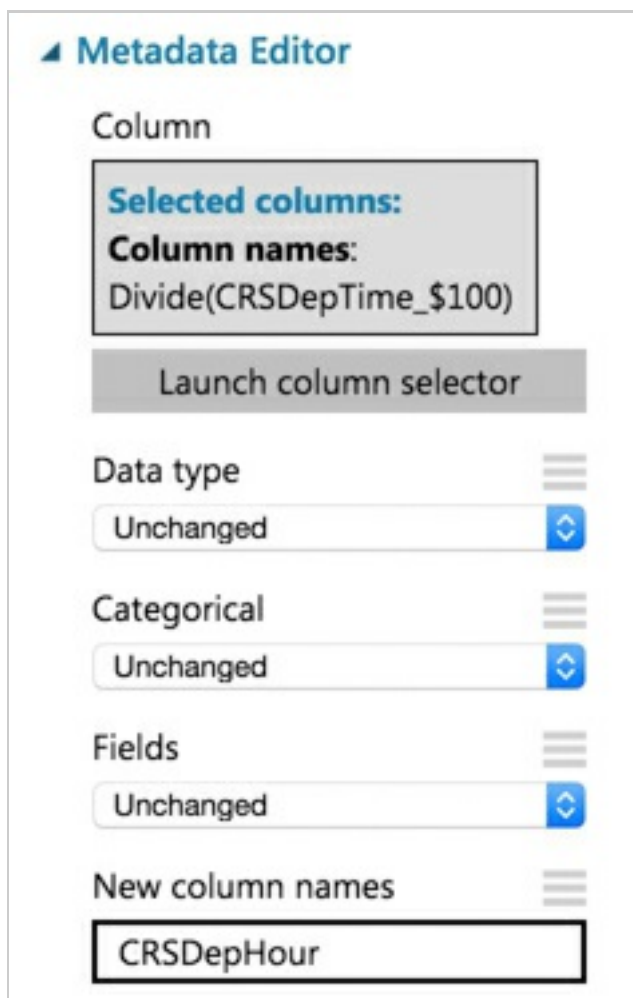 Metadata Editor
Column
Selected columns:
Column names:
Divide(CRSDepTime_$100)
Launch column selector
Data type
Unchanged
Categorical
Unchanged
Fields
Unchanged
New column names
CRSDepHour